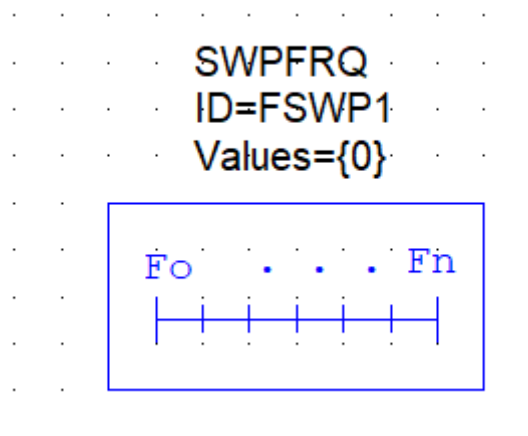 SWPFRQ
ID=FSWP1
Values={0}
Fo . . . Fn